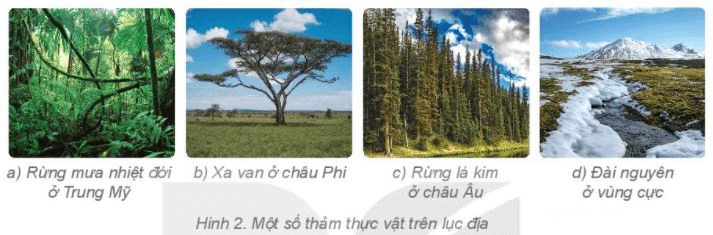 a) Rừng mưa nhiệt đới
ở Trung Mỹ
b) Xa van ở châu Phi
c) Rừng lá kim
ở châu Âu
d) Đài nguyên
ở vùng cực
Hình 2. Một số thảm thực vật trên lục địa